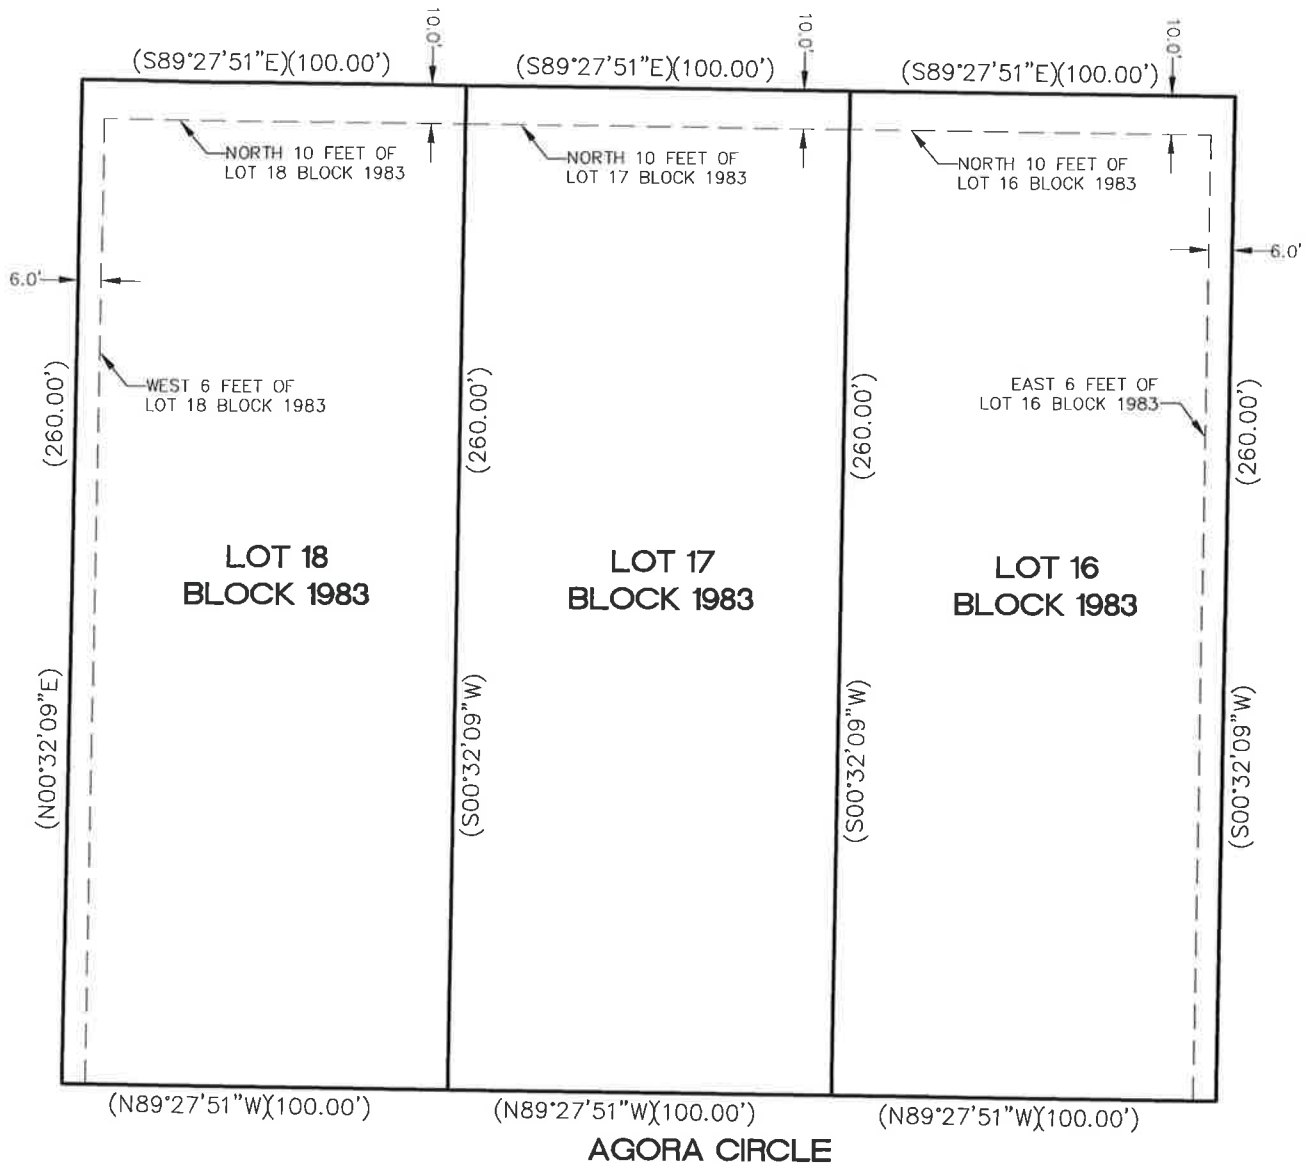 10.0'
10.0'
10.0'
(S89°27'51"E)(100.00')
(S89°27'51"E)(100.00')
(S89°27'51"E)(100.00')
NORTH 10 FEET OF
LOT 18 BLOCK 1983
NORTH 10 FEET OF
LOT 17 BLOCK 1983
NORTH 10 FEET OF
LOT 16 BLOCK 1983
6.0'
6.0'
WEST 6 FEET OF
LOT 18 BLOCK 1983
EAST 6 FEET OF
LOT 16 BLOCK 1983
(260.00')
(260.00')
(260.00')
(260.00')
LOT 18
BLOCK 1983
LOT 17
BLOCK 1983
LOT 16
BLOCK 1983
(N00°32'09"E)
(S00°32'09"W)
(S00°32'09"W)
(S00°32'09"W)
(N89°27'51"W)(100.00')
(N89°27'51"W)(100.00')
(N89°27'51"W)(100.00')
AGORA CIRCLE